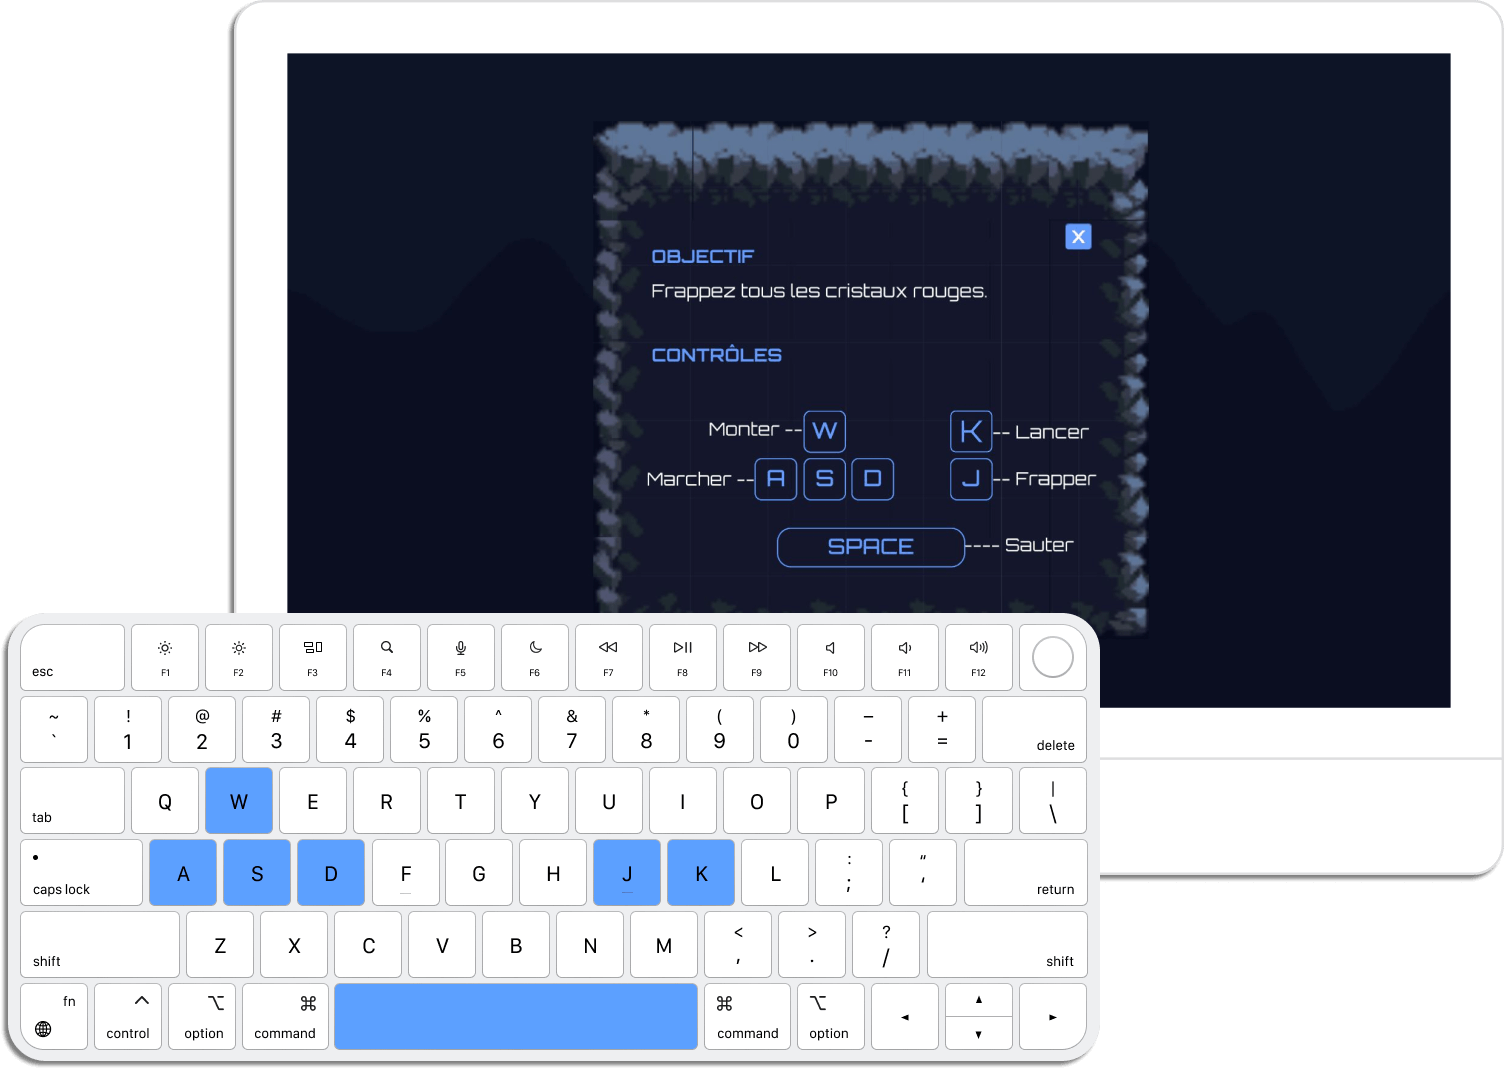 X
OBJECTIF
Frappez tous les cristaux rouges.
CONTRÔLES
Monter -- W
K -- Lancer
Marcher -- A S D
J -- Frapper
SPACE ---- Sauter
esc F1 F2 F3 F4 F5 F6 F7 F8 F9 F10 F11 F12
~ ! @ # $ % ^ & * ( ) – +
` 1 2 3 4 5 6 7 8 9 0 - = delete
tab Q W E R T Y U I O P { [ } ] | \
caps lock A S D F G H J K L : ; “ ‘ return
shift Z X C V B N M < , > . ? / shift
fn ^ ⌥ ⌘ ⌘ ⌥ ◄ ▲ ►
control option command command option ▼